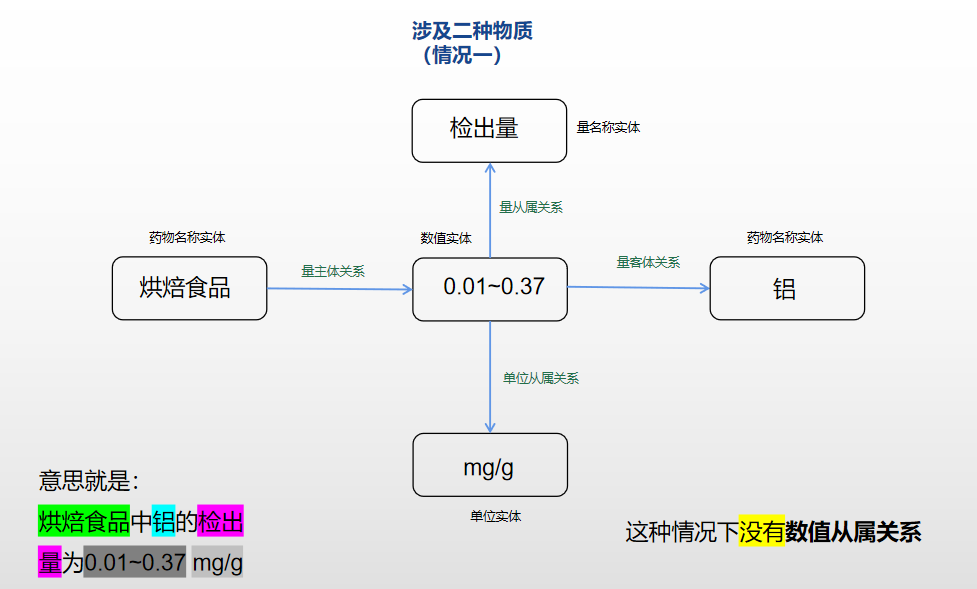 涉及二种物质
（情况一）
检出量
量名称实体
量从属关系
药物名称实体
数值实体
药物名称实体
烘焙食品
量主体关系
0.01~0.37
量客体关系
铝
单位从属关系
mg/g
单位实体
意思就是：
烘焙食品中铝的检出
量为0.01~0.37 mg/g
这种情况下没有数值从属关系